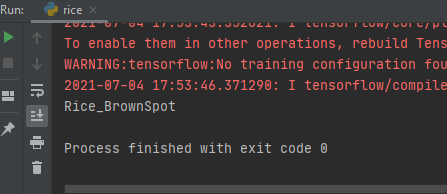 Run: rice
2021-07-04 17:53:45.352021: I tensorflow/core/pl
To enable them in other operations, rebuild Tens
WARNING:tensorflow:No training configuration fou
2021-07-04 17:53:46.371290: I tensorflow/compile
Rice_BrownSpot
Process finished with exit code 0